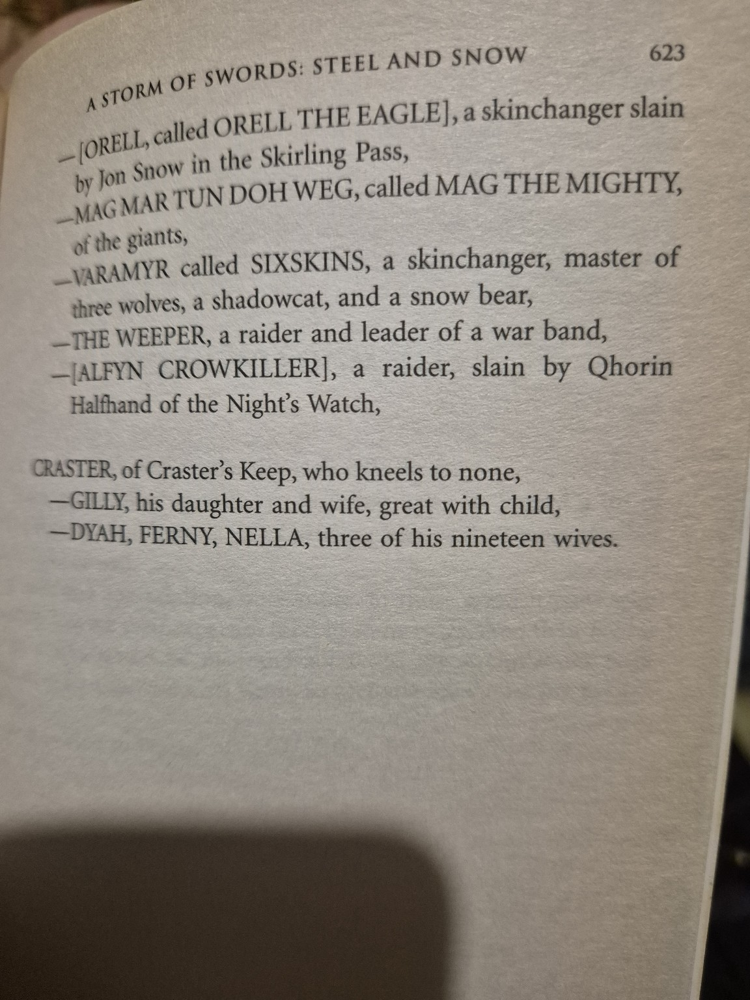 A STORM OF SWORDS: STEEL AND SNOW 623
—[ORELL, called ORELL THE EAGLE], a skinchanger slain
by Jon Snow in the Skirling Pass,
—MAG MAR TUN DOH WEG, called MAG THE MIGHTY,
of the giants,
—VARAMYR called SIXSKINS, a skinchanger, master of
three wolves, a shadowcat, and a snow bear,
—THE WEEPER, a raider and leader of a war band,
—[ALFYN CROWKILLER], a raider, slain by Qhorin
Halfhand of the Night's Watch,
CRASTER, of Craster's Keep, who kneels to none,
—GILLY, his daughter and wife, great with child,
—DYAH, FERNY, NELLA, three of his nineteen wives.